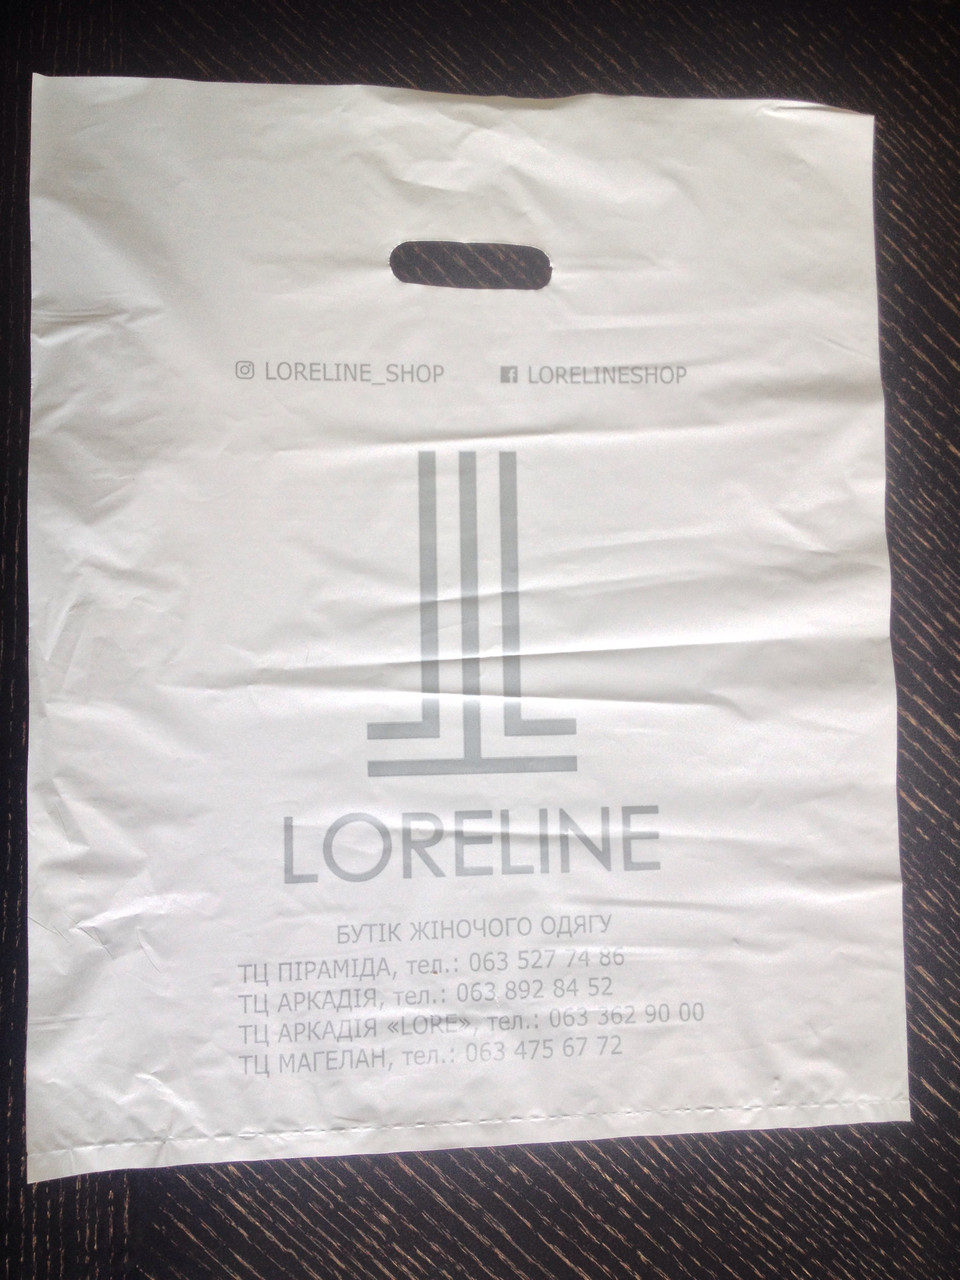 LORELINE_SHOP LORELINESHOP
LORELINE
БУТІК ЖІНОЧОГО ОДЯГУ
ТЦ ПІРАМІДА, тел.: 063 527 74 86
ТЦ АРКАДІЯ, тел.: 063 892 84 52
ТЦ АРКАДІЯ «LORE», тел.: 063 362 90 00
ТЦ МАГЕЛАН, тел.: 063 475 67 72